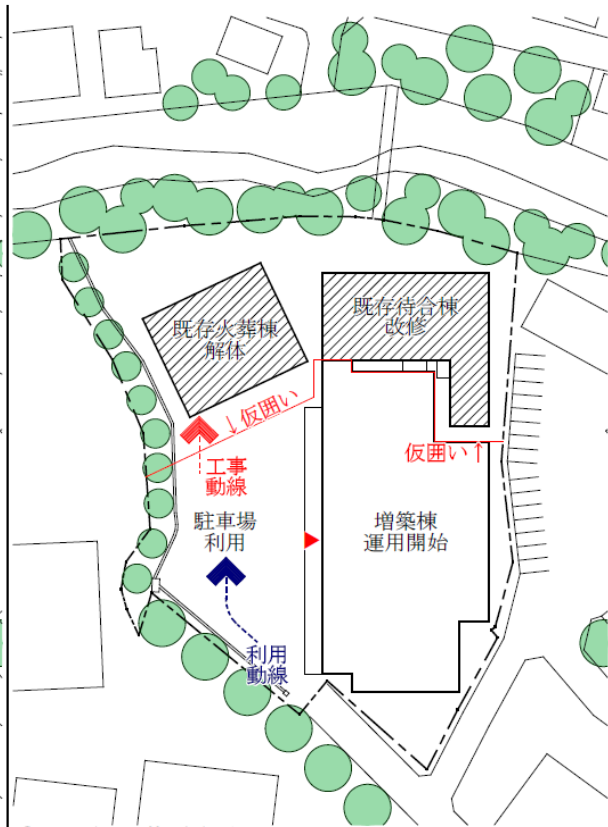 既存火葬棟
解体
既存待合棟
改修
↓仮囲い
仮囲い↑
工事
動線
駐車場
利用
増築棟
運用開始
利用
動線